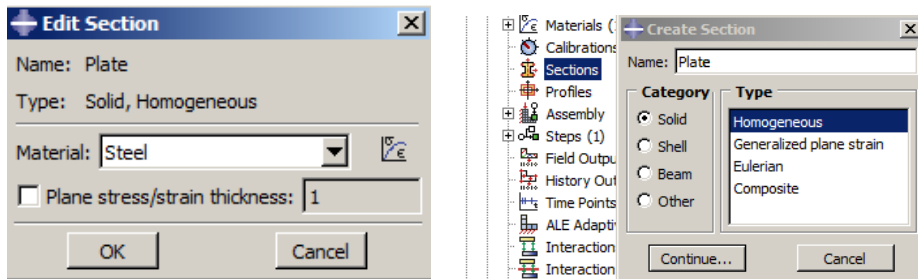 Edit Section
Name: Plate
Type: Solid, Homogeneous
Material: Steel
Plane stress/strain thickness: 1
OK Cancel
Materials (
Calibrations
Sections
Profiles
Assembly
Steps (1)
Field Outpu
History Out
Time Points
ALE Adapti
Interaction
Interaction
Create Section
Name: Plate
Category Type
Solid
Shell
Beam
Other
Homogeneous
Generalized plane strain
Eulerian
Composite
Continue... Cancel